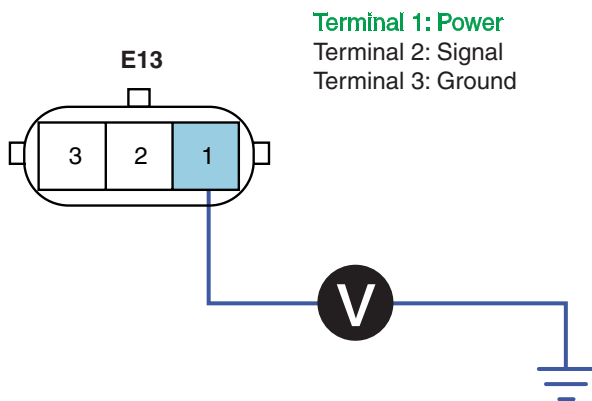 Terminal 1: Power
Terminal 2: Signal
Terminal 3: Ground
E13
3 2 1
V